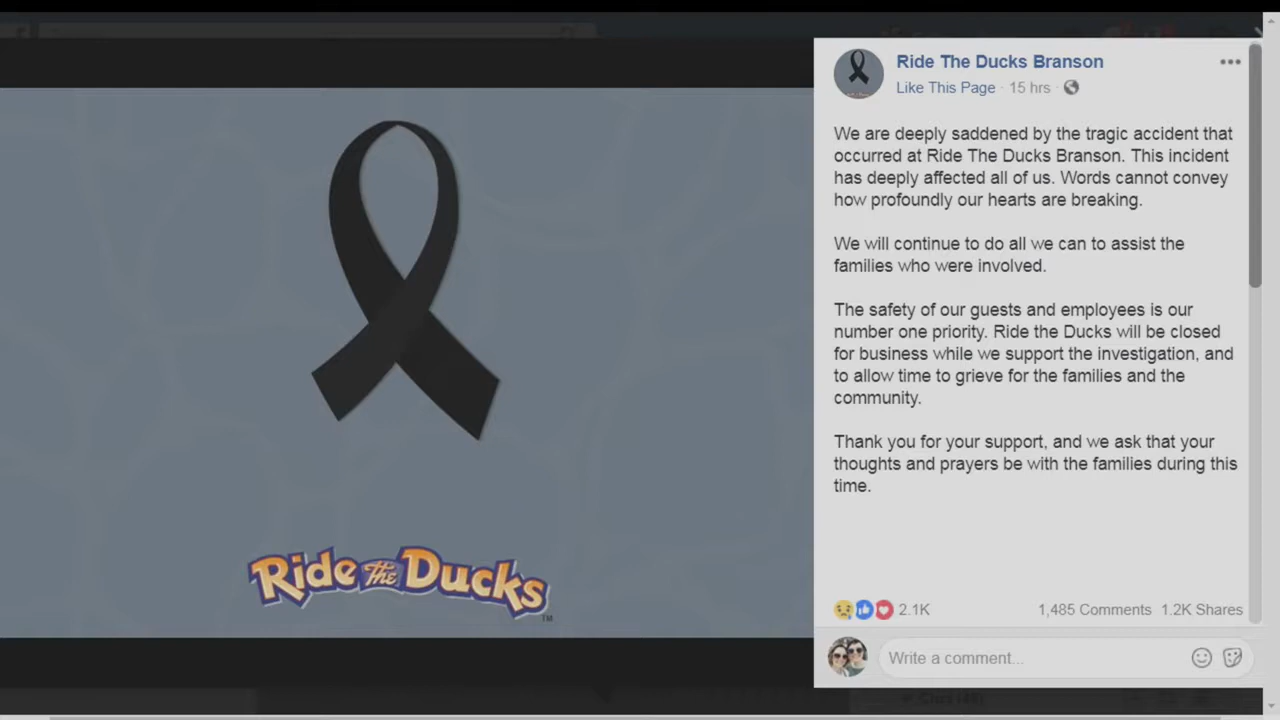 Ride The Ducks Branson
Like This Page · 15 hrs ·
We are deeply saddened by the tragic accident that
occurred at Ride The Ducks Branson. This incident
has deeply affected all of us. Words cannot convey
how profoundly our hearts are breaking.
We will continue to do all we can to assist the
families who were involved.
The safety of our guests and employees is our
number one priority. Ride the Ducks will be closed
for business while we support the investigation, and
to allow time to grieve for the families and the
community.
Thank you for your support, and we ask that your
thoughts and prayers be with the families during this
time.
Ride the Ducks™
2.1K 1,485 Comments 1.2K Shares
Write a comment...